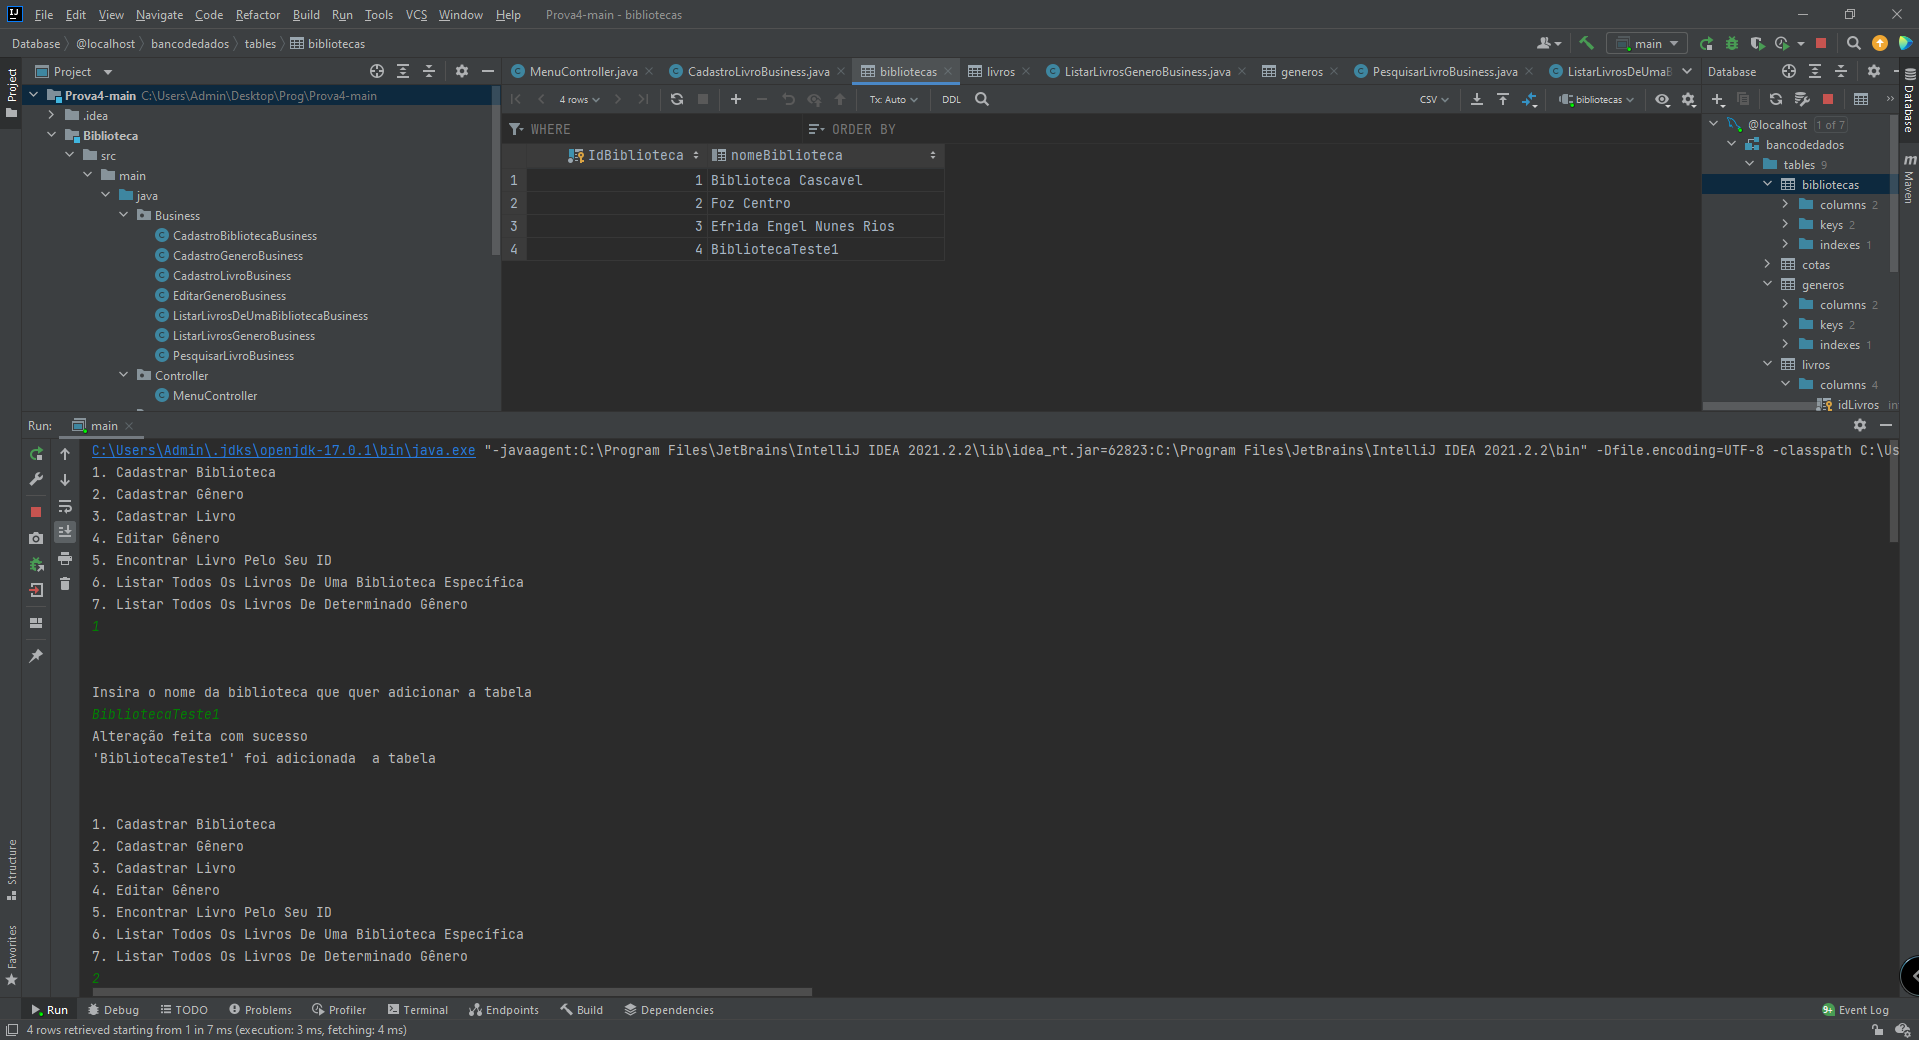 File Edit View Navigate Code Refactor Build Run Tools VCS Window Help Prova4-main - bibliotecas
Database @localhost bancodedados tables bibliotecas main
Project
MenuController.java CadastroLivroBusiness.java bibliotecas livros ListarLivrosGeneroBusiness.java generos PesquisarLivroBusiness.java ListarLivrosDeUmaB
Database
Project
Prova4-main C:\Users\Admin\Desktop\Prog\Prova4-main
.idea
Biblioteca
src
main
java
Business
CadastroBibliotecaBusiness
CadastroGeneroBusiness
CadastroLivroBusiness
EditarGeneroBusiness
ListarLivrosDeUmaBibliotecaBusiness
ListarLivrosGeneroBusiness
PesquisarLivroBusiness
Controller
MenuController
4 rows Tx: Auto DDL CSV bibliotecas
WHERE ORDER BY
IdBiblioteca nomeBiblioteca
1 1 Biblioteca Cascavel
2 2 Foz Centro
3 3 Efrida Engel Nunes Rios
4 4 BibliotecaTeste1
@localhost 1 of 7
bancodedados
tables 9
bibliotecas
columns 2
keys 2
indexes 1
cotas
generos
columns 2
keys 2
indexes 1
livros
columns 4
idLivros in
Database
Maven
Run: main
C:\Users\Admin\.jdks\openjdk-17.0.1\bin\java.exe "-javaagent:C:\Program Files\JetBrains\IntelliJ IDEA 2021.2.2\lib\idea_rt.jar=62823:C:\Program Files\JetBrains\IntelliJ IDEA 2021.2.2\bin" -Dfile.encoding=UTF-8 -classpath C:\Us
1. Cadastrar Biblioteca
2. Cadastrar Gênero
3. Cadastrar Livro
4. Editar Gênero
5. Encontrar Livro Pelo Seu ID
6. Listar Todos Os Livros De Uma Biblioteca Específica
7. Listar Todos Os Livros De Determinado Gênero
1
Insira o nome da biblioteca que quer adicionar a tabela
BibliotecaTeste1
Alteração feita com sucesso
'BibliotecaTeste1' foi adicionada  a tabela
1. Cadastrar Biblioteca
2. Cadastrar Gênero
3. Cadastrar Livro
4. Editar Gênero
5. Encontrar Livro Pelo Seu ID
6. Listar Todos Os Livros De Uma Biblioteca Específica
7. Listar Todos Os Livros De Determinado Gênero
2
Structure
Favorites
Run Debug TODO Problems Profiler Terminal Endpoints Build Dependencies 9+ Event Log
4 rows retrieved starting from 1 in 7 ms (execution: 3 ms, fetching: 4 ms)